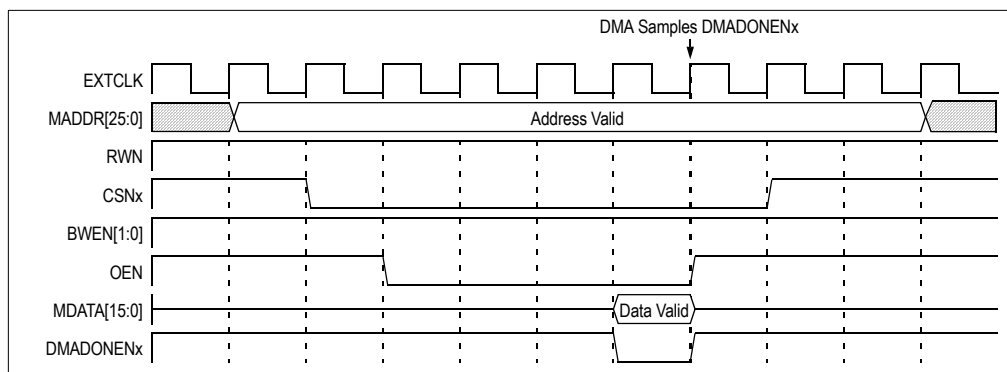 DMA Samples DMADONENx
EXTCLK
MADDR[25:0]
Address Valid
RWN
CSNx
BWEN[1:0]
OEN
MDATA[15:0]
Data Valid
DMADONENx